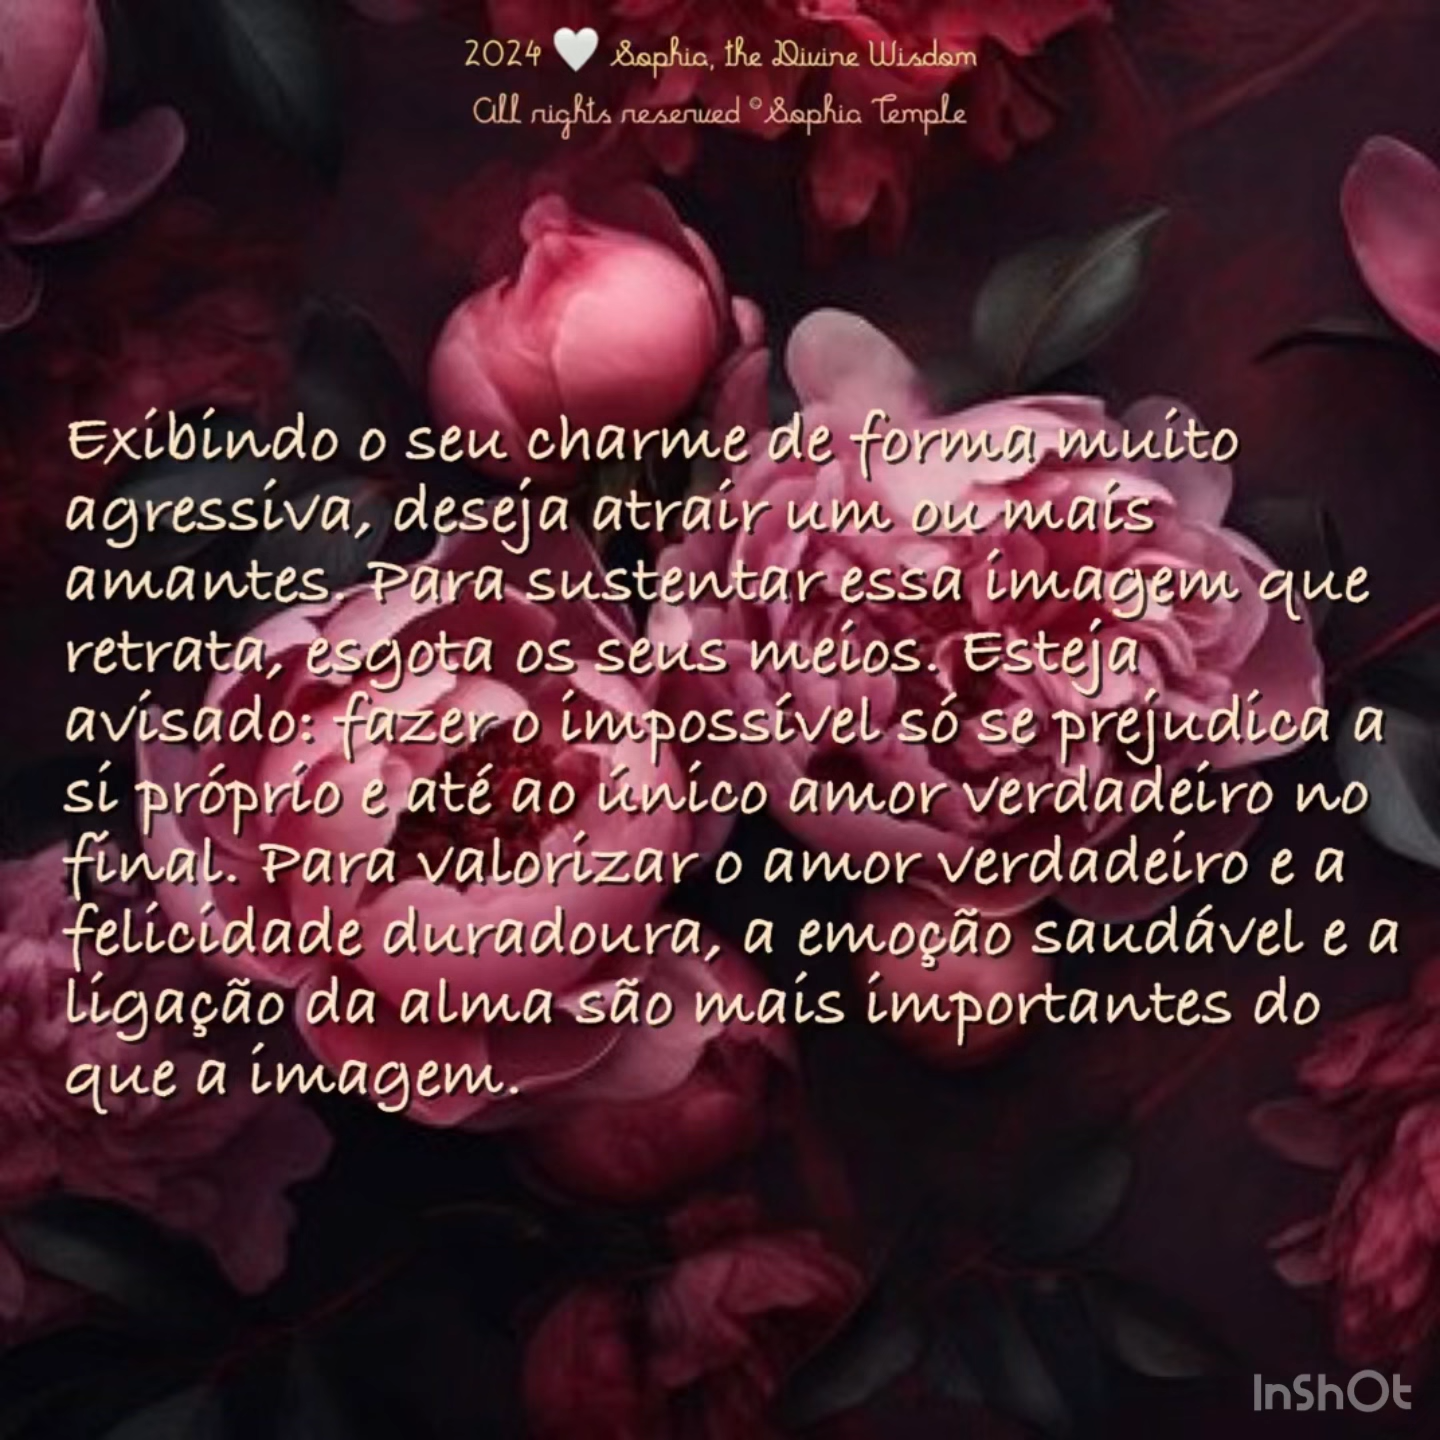 2024 🤍 Sophia, the Divine Wisdom
All rights reserved © Sophia Temple
Exibindo o seu charme de forma muito
agressiva, deseja atrair um ou mais
amantes. Para sustentar essa imagem que
retrata, esgota os seus meios. Esteja
avisado: fazer o impossível só se prejudica a
si próprio e até ao único amor verdadeiro no
final. Para valorizar o amor verdadeiro e a
felicidade duradoura, a emoção saudável e a
ligação da alma são mais importantes do
que a imagem.
InShOt